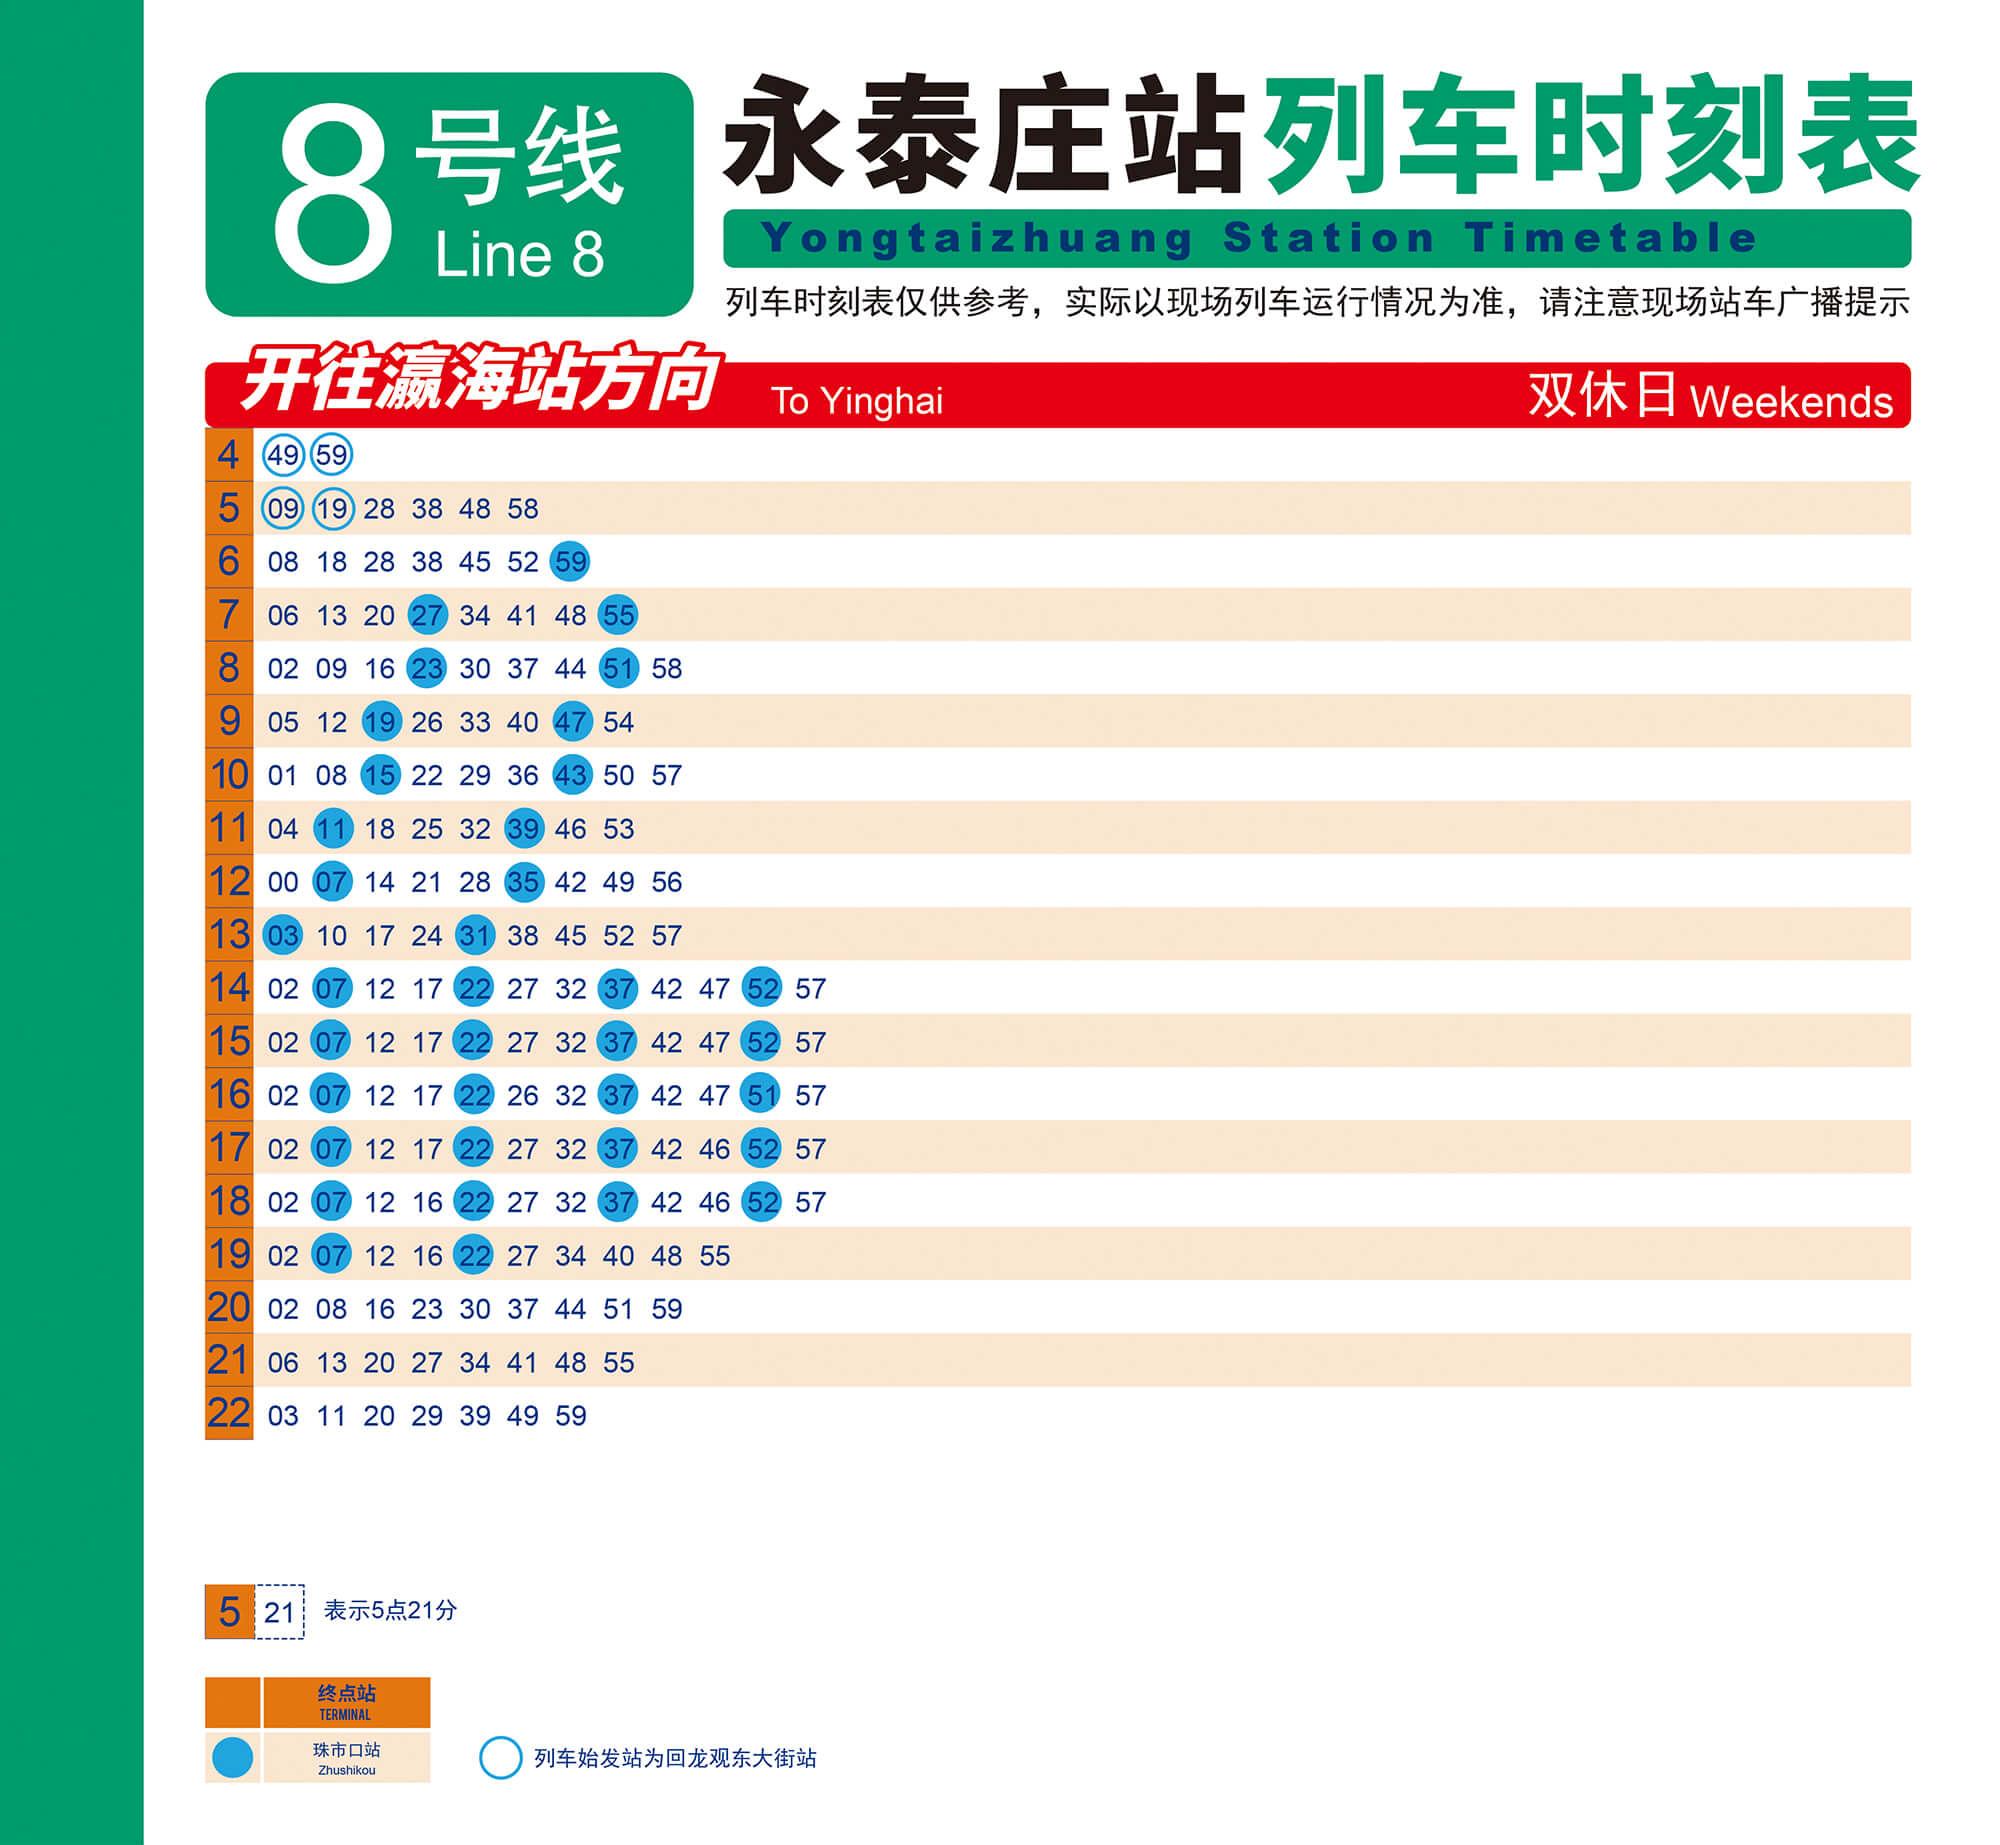 8号线
Line 8
永泰庄站列车时刻表
Yongtaizhuang Station Timetable
列车时刻表仅供参考，实际以现场列车运行情况为准，请注意现场站车广播提示
开往瀛海站方向 To Yinghai 双休日 Weekends
4 49 59
5 09 19 28 38 48 58
6 08 18 28 38 45 52 59
7 06 13 20 27 34 41 48 55
8 02 09 16 23 30 37 44 51 58
9 05 12 19 26 33 40 47 54
10 01 08 15 22 29 36 43 50 57
11 04 11 18 25 32 39 46 53
12 00 07 14 21 28 35 42 49 56
13 03 10 17 24 31 38 45 52 57
14 02 07 12 17 22 27 32 37 42 47 52 57
15 02 07 12 17 22 27 32 37 42 47 52 57
16 02 07 12 17 22 26 32 37 42 47 51 57
17 02 07 12 17 22 27 32 37 42 46 52 57
18 02 07 12 16 22 27 32 37 42 46 52 57
19 02 07 12 16 22 27 34 40 48 55
20 02 08 16 23 30 37 44 51 59
21 06 13 20 27 34 41 48 55
22 03 11 20 29 39 49 59
5 21 表示5点21分
终点站
TERMINAL
珠市口站
Zhushikou
列车始发站为回龙观东大街站